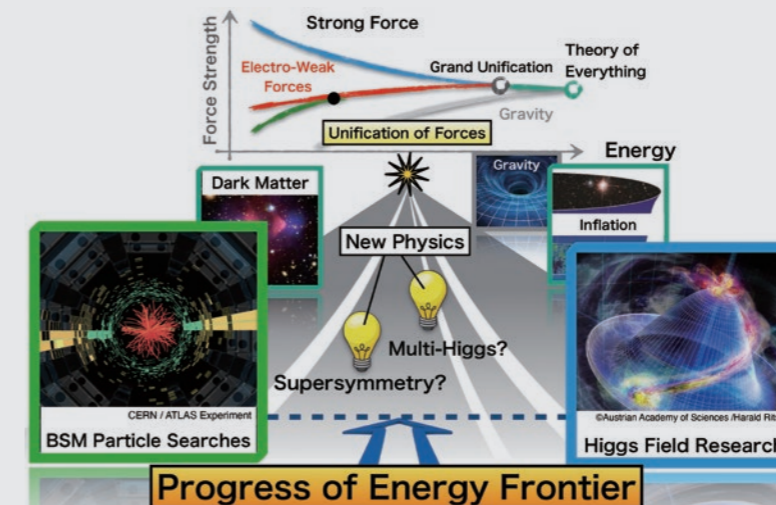 Strong Force
Force Strength
Electro-Weak
Forces
Grand Unification
Theory of
Everything
Gravity
Unification of Forces
Energy
Dark Matter
Gravity
Inflation
New Physics
Multi-Higgs?
Supersymmetry?
CERN / ATLAS Experiment
BSM Particle Searches
©Austrian Academy of Sciences /Harald Rit
Higgs Field Research
Progress of Energy Frontier